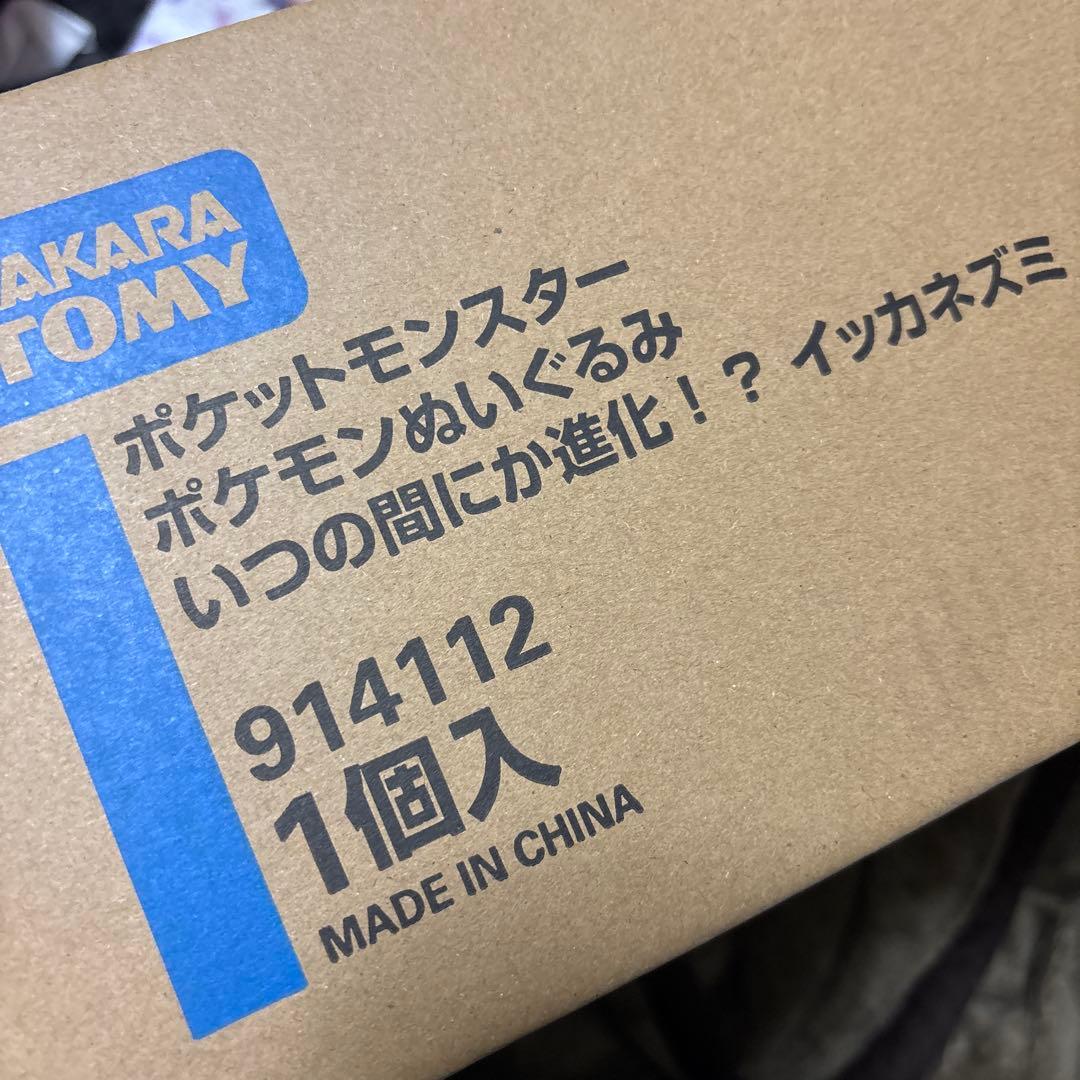 AKARA
TOMY
ポケットモンスター
ポケモンぬいぐるみ
いつの間にか進化！？ イッカネズミ
914112
1個入
MADE IN CHINA